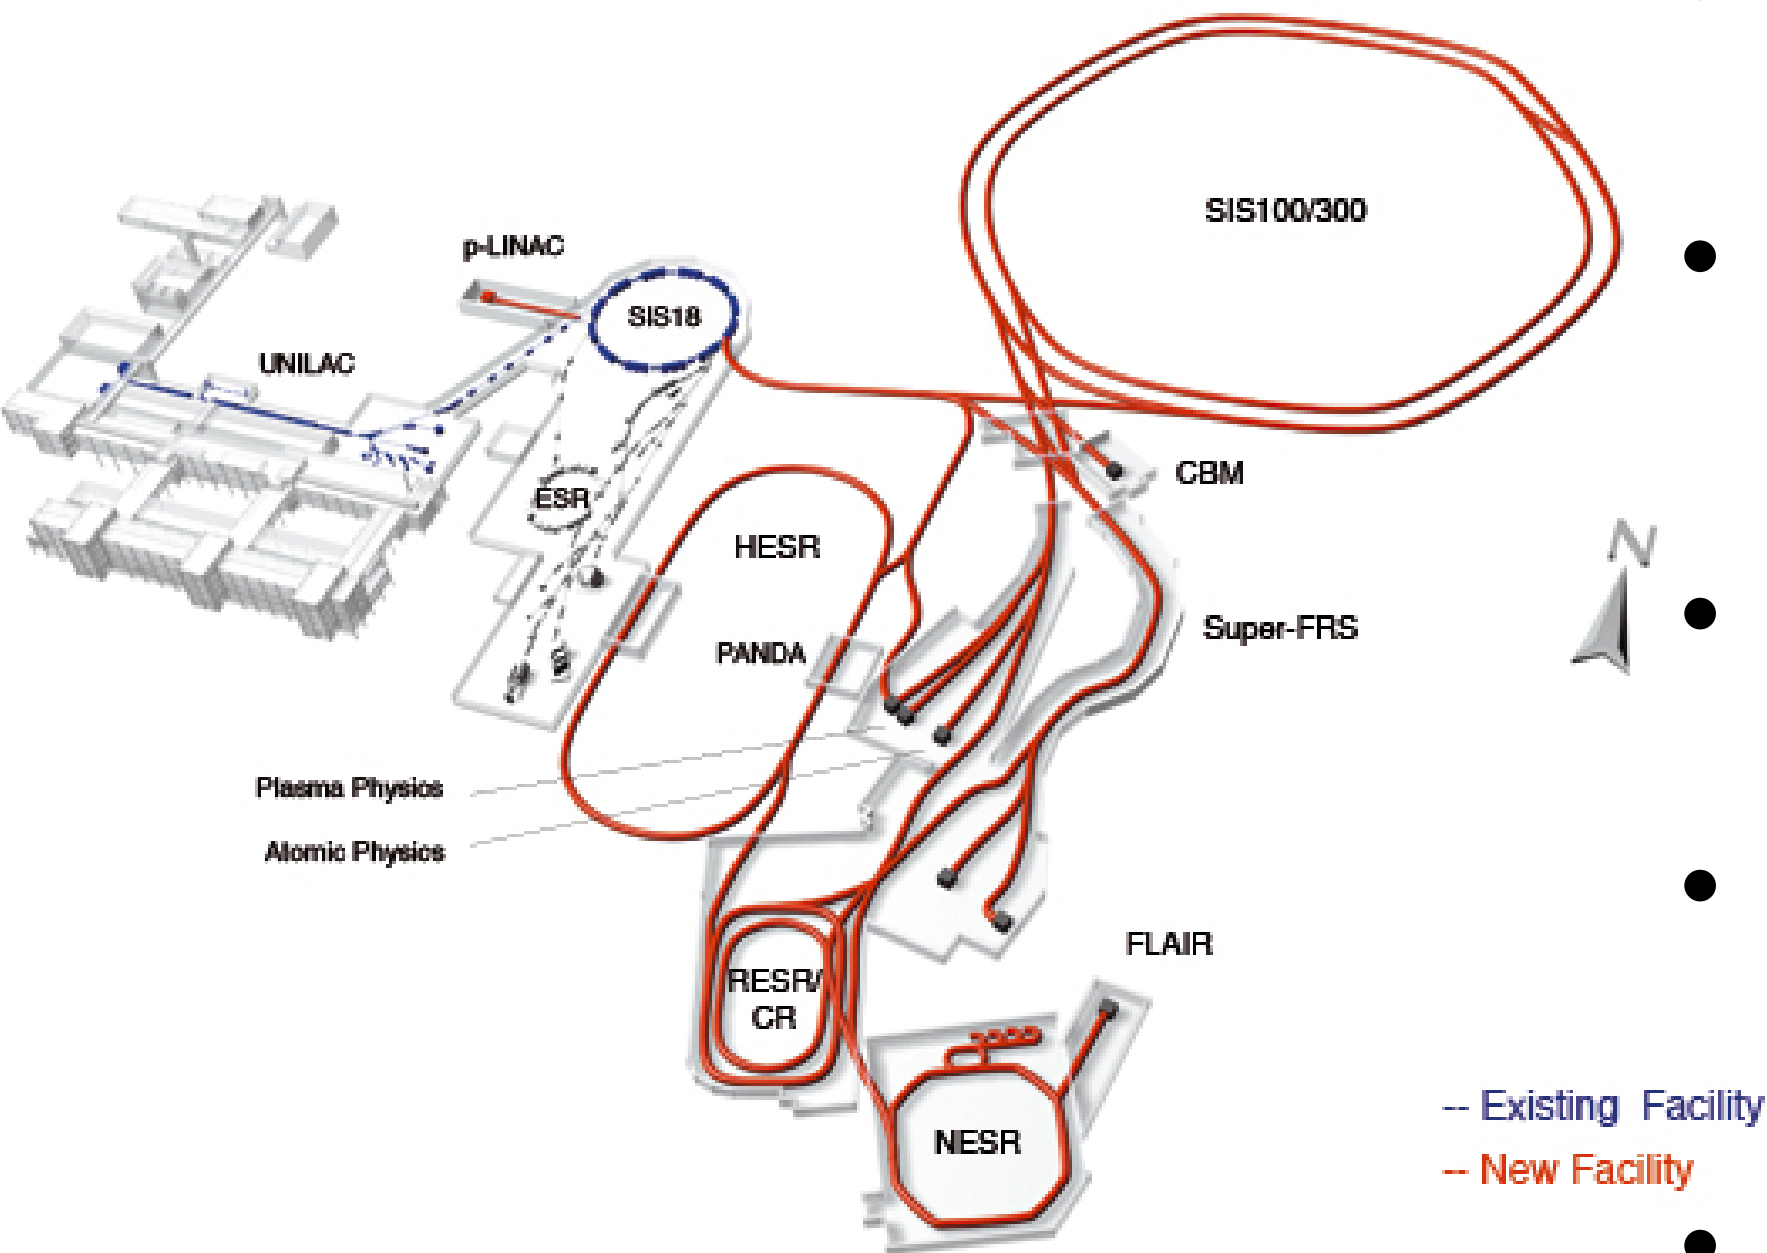 SIS100/300
p-LINAC
SIS18
UNILAC
CBM
ESR
HESR
N
Super-FRS
PANDA
Plasma Physics
Atomic Physics
FLAIR
RESR/
CR
NESR
-- Existing Facility
-- New Facility